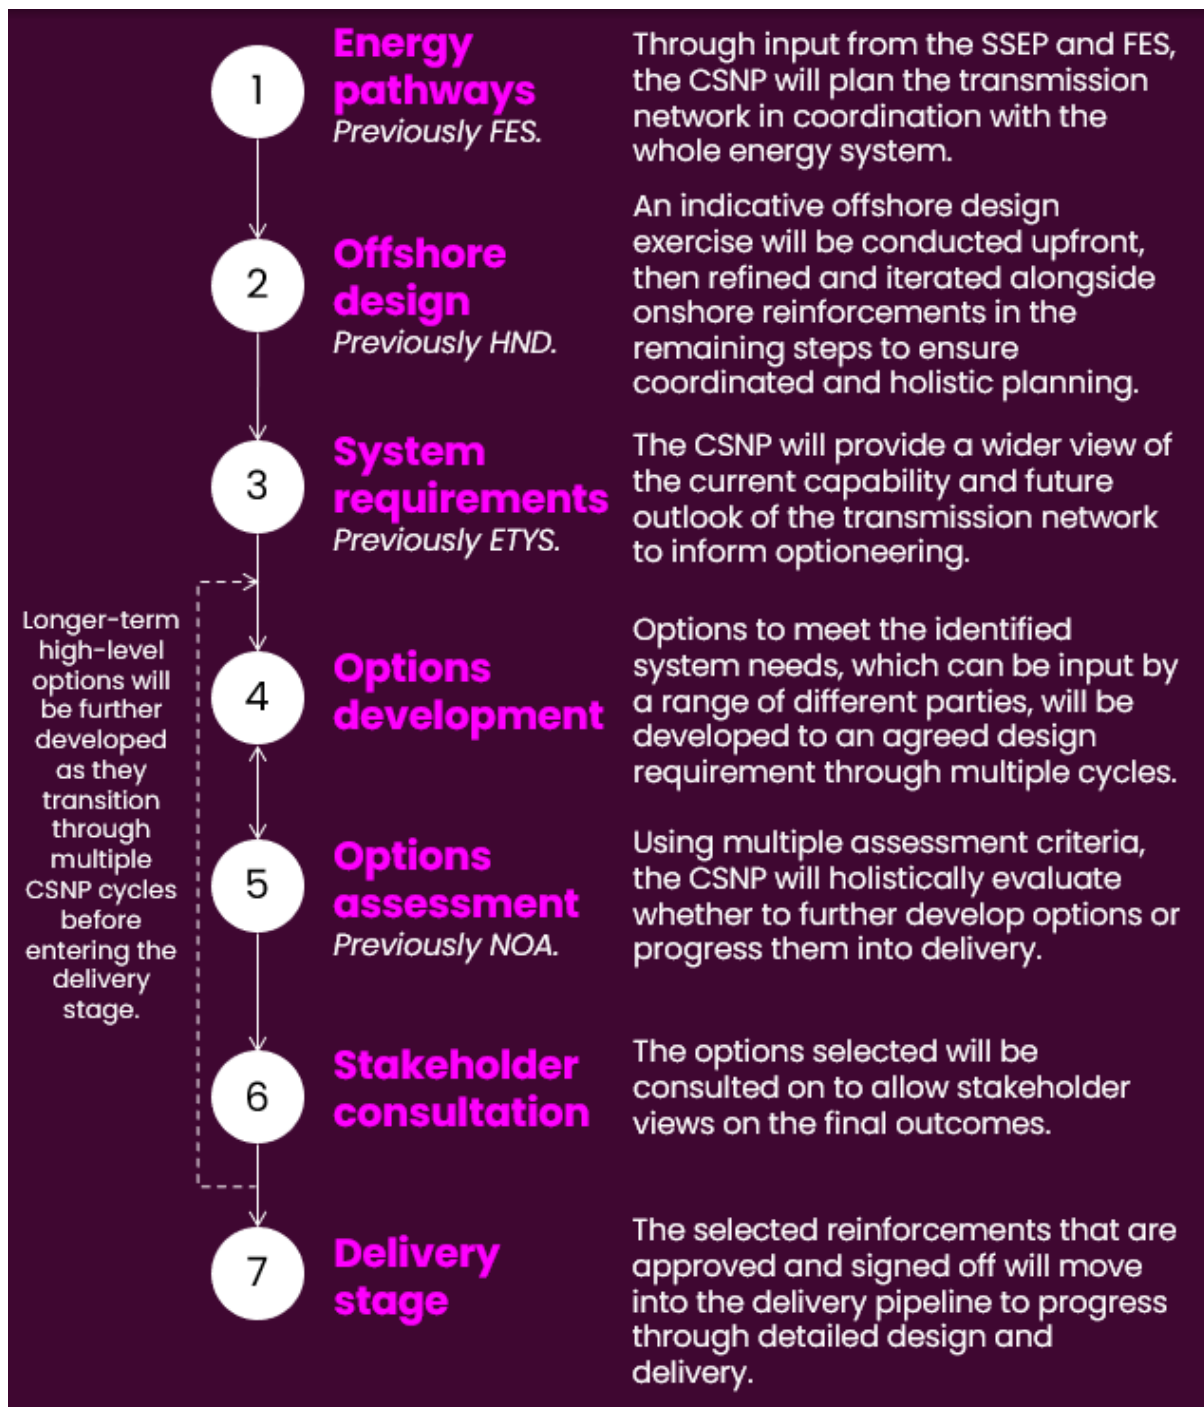 1
Energy
pathways
Previously FES.
Through input from the SSEP and FES,
the CSNP will plan the transmission
network in coordination with the
whole energy system.
2
Offshore
design
Previously HND.
An indicative offshore design
exercise will be conducted upfront,
then refined and iterated alongside
onshore reinforcements in the
remaining steps to ensure
coordinated and holistic planning.
3
System
requirements
Previously ETYS.
The CSNP will provide a wider view of
the current capability and future
outlook of the transmission network
to inform optioneering.
Longer-term
high-level
options will
be further
developed
as they
transition
through
multiple
CSNP cycles
before
entering the
delivery
stage.
4
Options
development
Options to meet the identified
system needs, which can be input by
a range of different parties, will be
developed to an agreed design
requirement through multiple cycles.
5
Options
assessment
Previously NOA.
Using multiple assessment criteria,
the CSNP will holistically evaluate
whether to further develop options or
progress them into delivery.
6
Stakeholder
consultation
The options selected will be
consulted on to allow stakeholder
views on the final outcomes.
7
Delivery
stage
The selected reinforcements that are
approved and signed off will move
into the delivery pipeline to progress
through detailed design and
delivery.